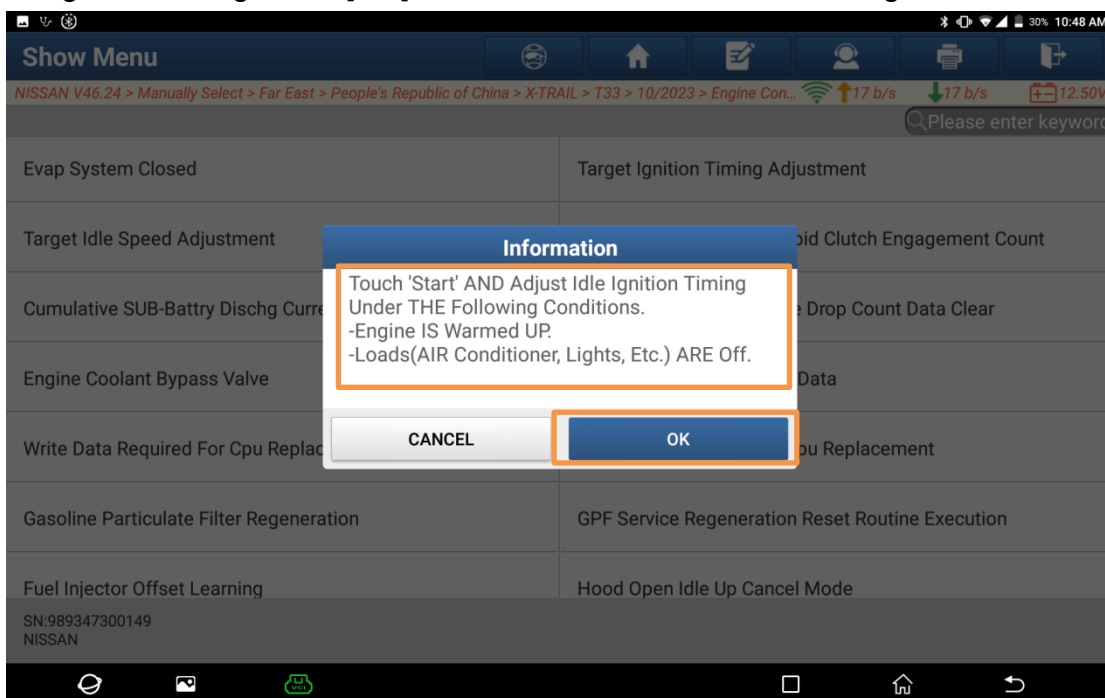 30% 10:48 AM
Show Menu
NISSAN V46.24 > Manually Select > Far East > People's Republic of China > X-TRAIL > T33 > 10/2023 > Engine Con... 17 b/s 17 b/s 12.50V
Please enter keyword
Evap System Closed
Target Ignition Timing Adjustment
Target Idle Speed Adjustment
Clutch Engagement Count
Information
Touch 'Start' AND Adjust Idle Ignition Timing
Under THE Following Conditions.
-Engine IS Warmed UP.
-Loads(AIR Conditioner, Lights, Etc.) ARE Off.
Cumulative SUB-Battry Dischg Curre
Drop Count Data Clear
Engine Coolant Bypass Valve
Data
CANCEL
OK
Write Data Required For Cpu Replac
pu Replacement
Gasoline Particulate Filter Regeneration
GPF Service Regeneration Reset Routine Execution
Fuel Injector Offset Learning
Hood Open Idle Up Cancel Mode
SN:989347300149
NISSAN
VCI